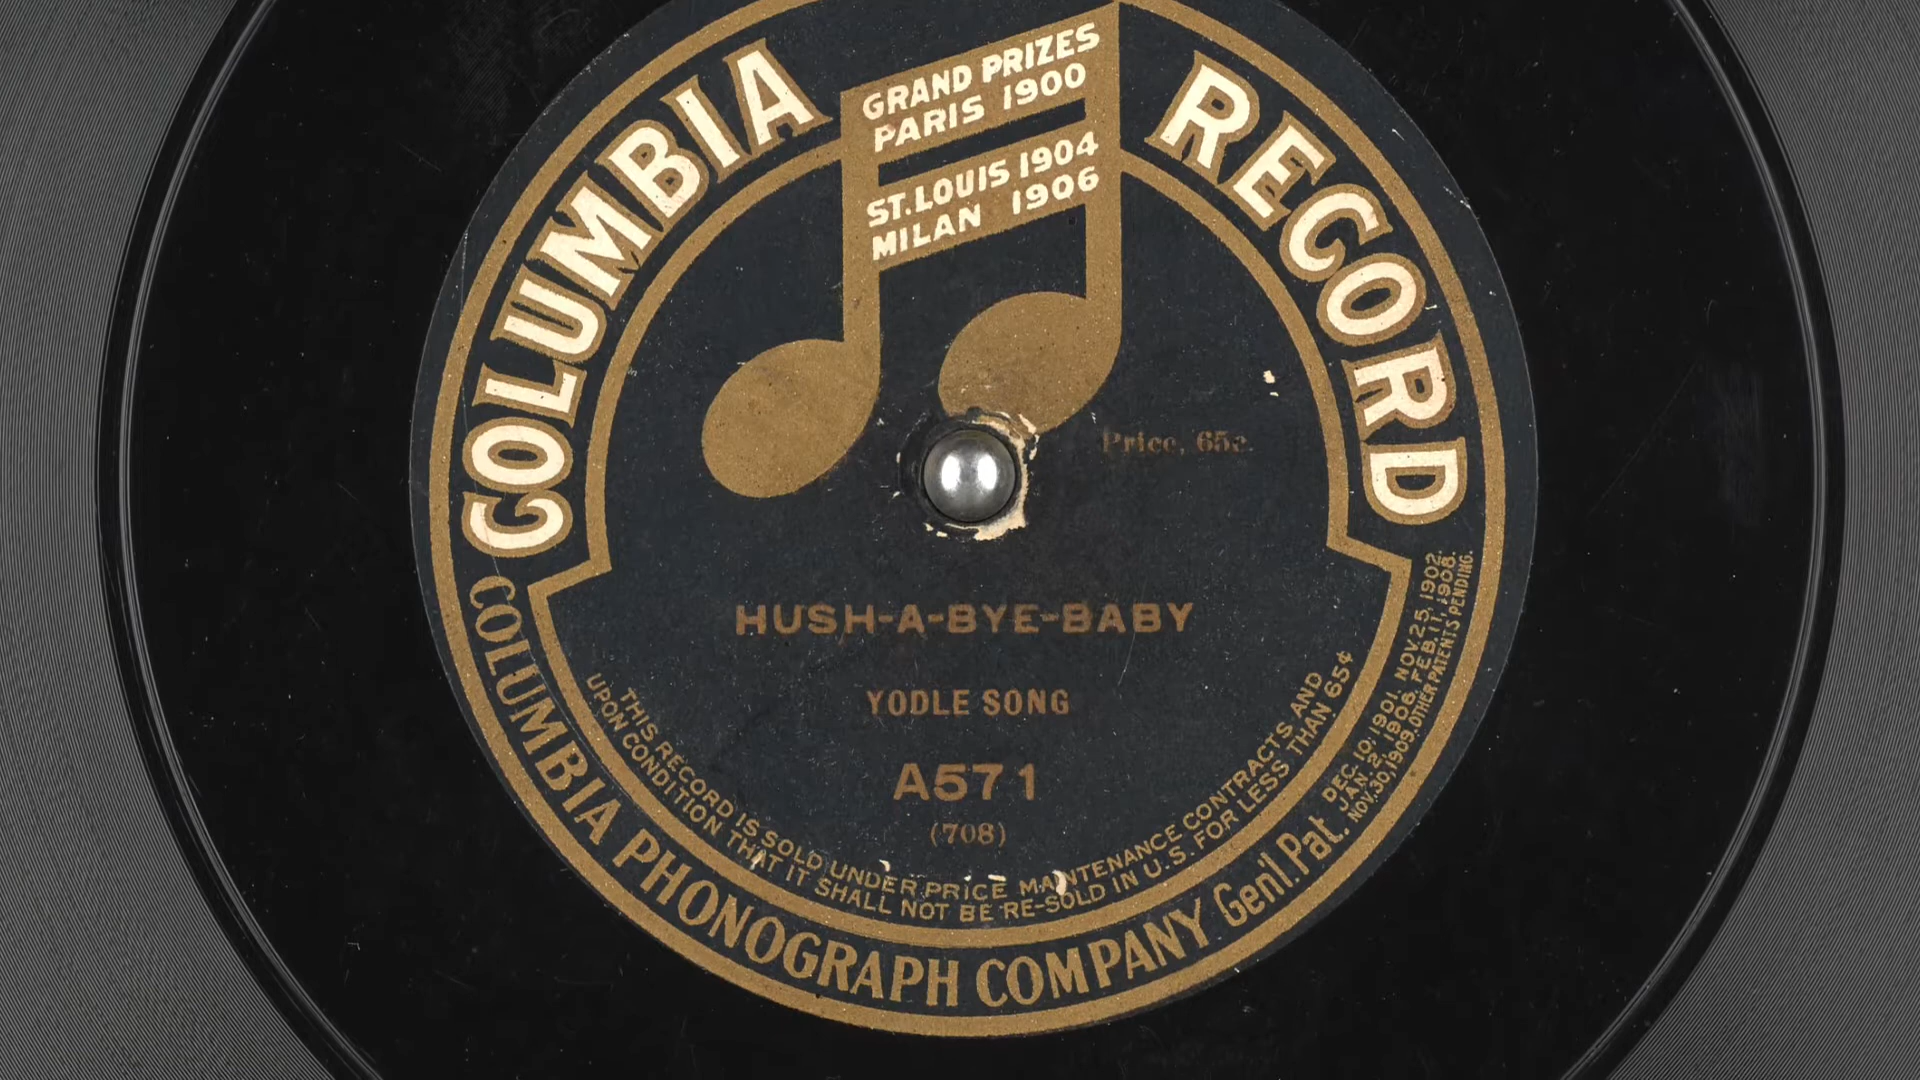 COLUMBIA RECORD
GRAND PRIZES
PARIS 1900
ST. LOUIS 1904
MILAN 1906
Price, 65c.
HUSH-A-BYE-BABY
YODLE SONG
A571
(708)
THIS RECORD IS SOLD UNDER PRICE MAINTENANCE CONTRACTS AND
UPON CONDITION THAT IT SHALL NOT BE RE-SOLD IN U.S. FOR LESS THAN 65¢
COLUMBIA PHONOGRAPH COMPANY Gen'l. Pat.
DEC. 10, 1901. NOV. 25, 1902.
JAN. 2, 1906. FEB. 11, 1908.
NOV. 30, 1909. OTHER PATENTS PENDING.